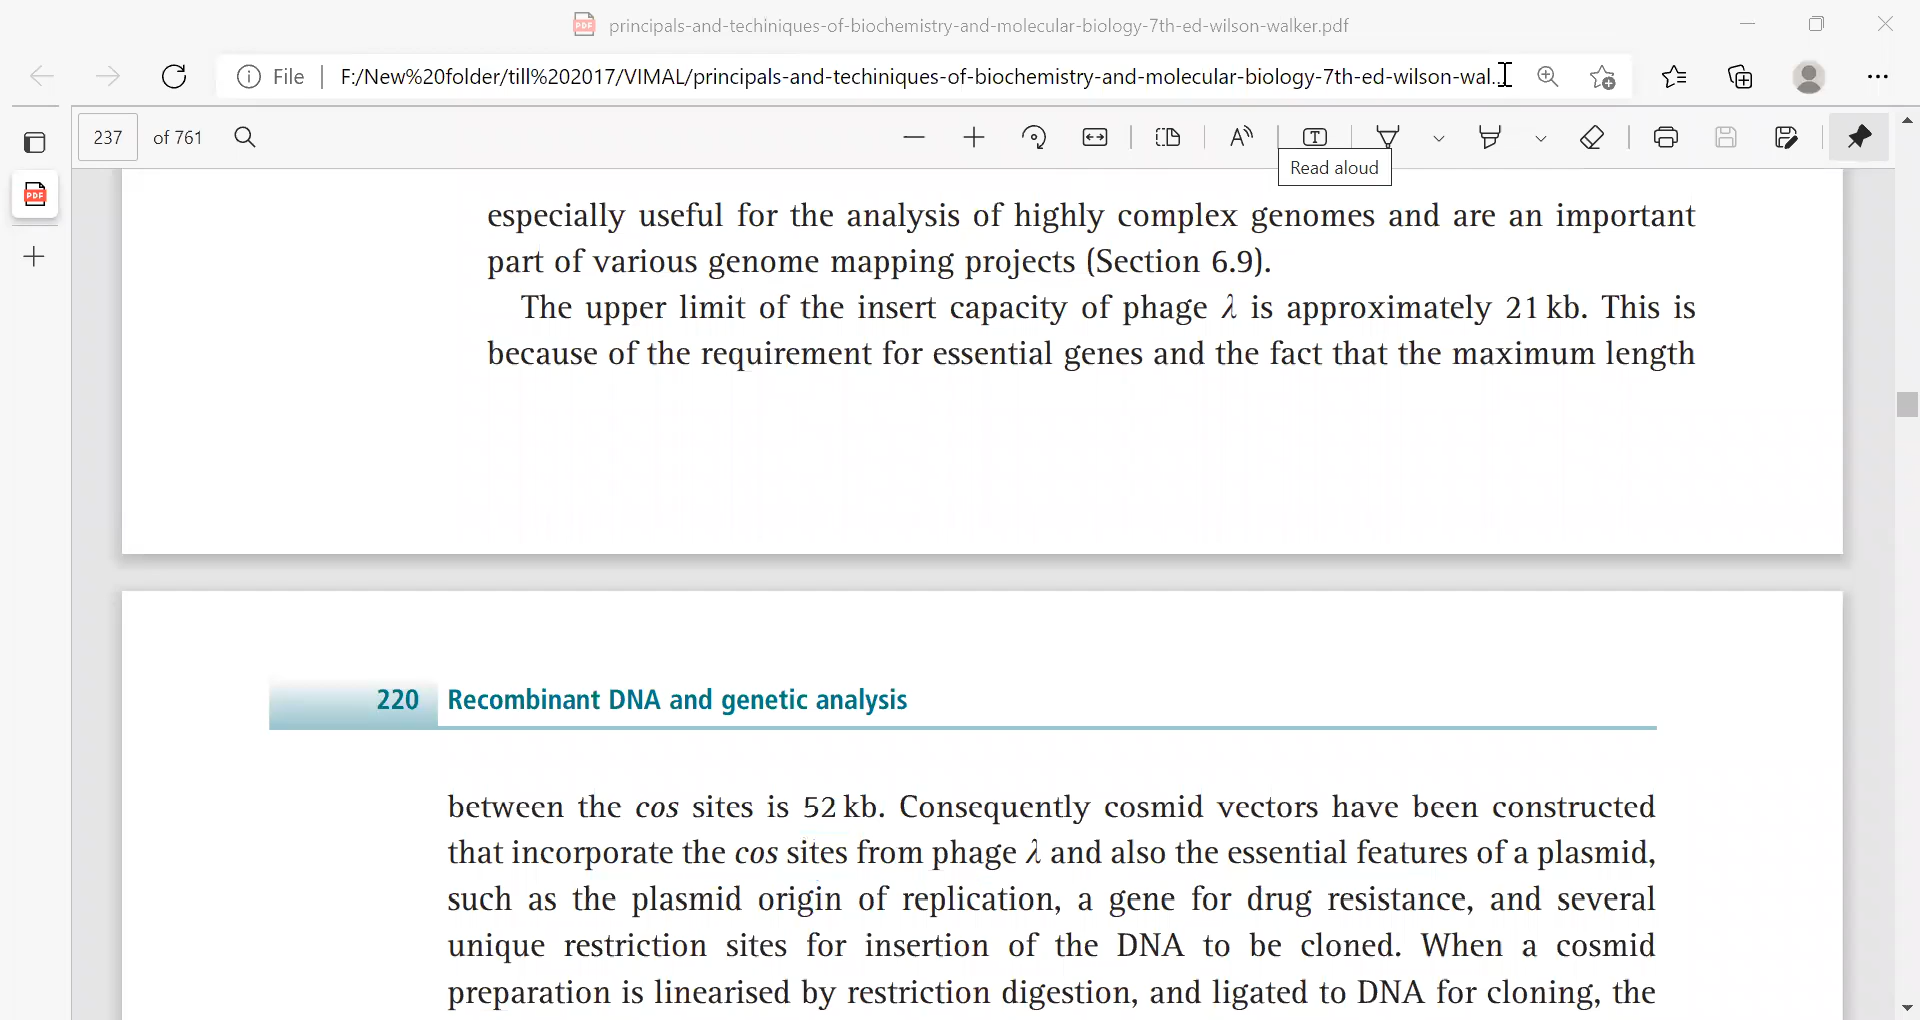 principals-and-techiniques-of-biochemistry-and-molecular-biology-7th-ed-wilson-walker.pdf
File F:/New%20folder/till%202017/VIMAL/principals-and-techiniques-of-biochemistry-and-molecular-biology-7th-ed-wilson-wal...
237 of 761
Read aloud
PDF
especially useful for the analysis of highly complex genomes and are an important
part of various genome mapping projects (Section 6.9).
The upper limit of the insert capacity of phage λ is approximately 21 kb. This is
because of the requirement for essential genes and the fact that the maximum length
220 Recombinant DNA and genetic analysis
between the cos sites is 52 kb. Consequently cosmid vectors have been constructed
that incorporate the cos sites from phage λ and also the essential features of a plasmid,
such as the plasmid origin of replication, a gene for drug resistance, and several
unique restriction sites for insertion of the DNA to be cloned. When a cosmid
preparation is linearised by restriction digestion, and ligated to DNA for cloning, the